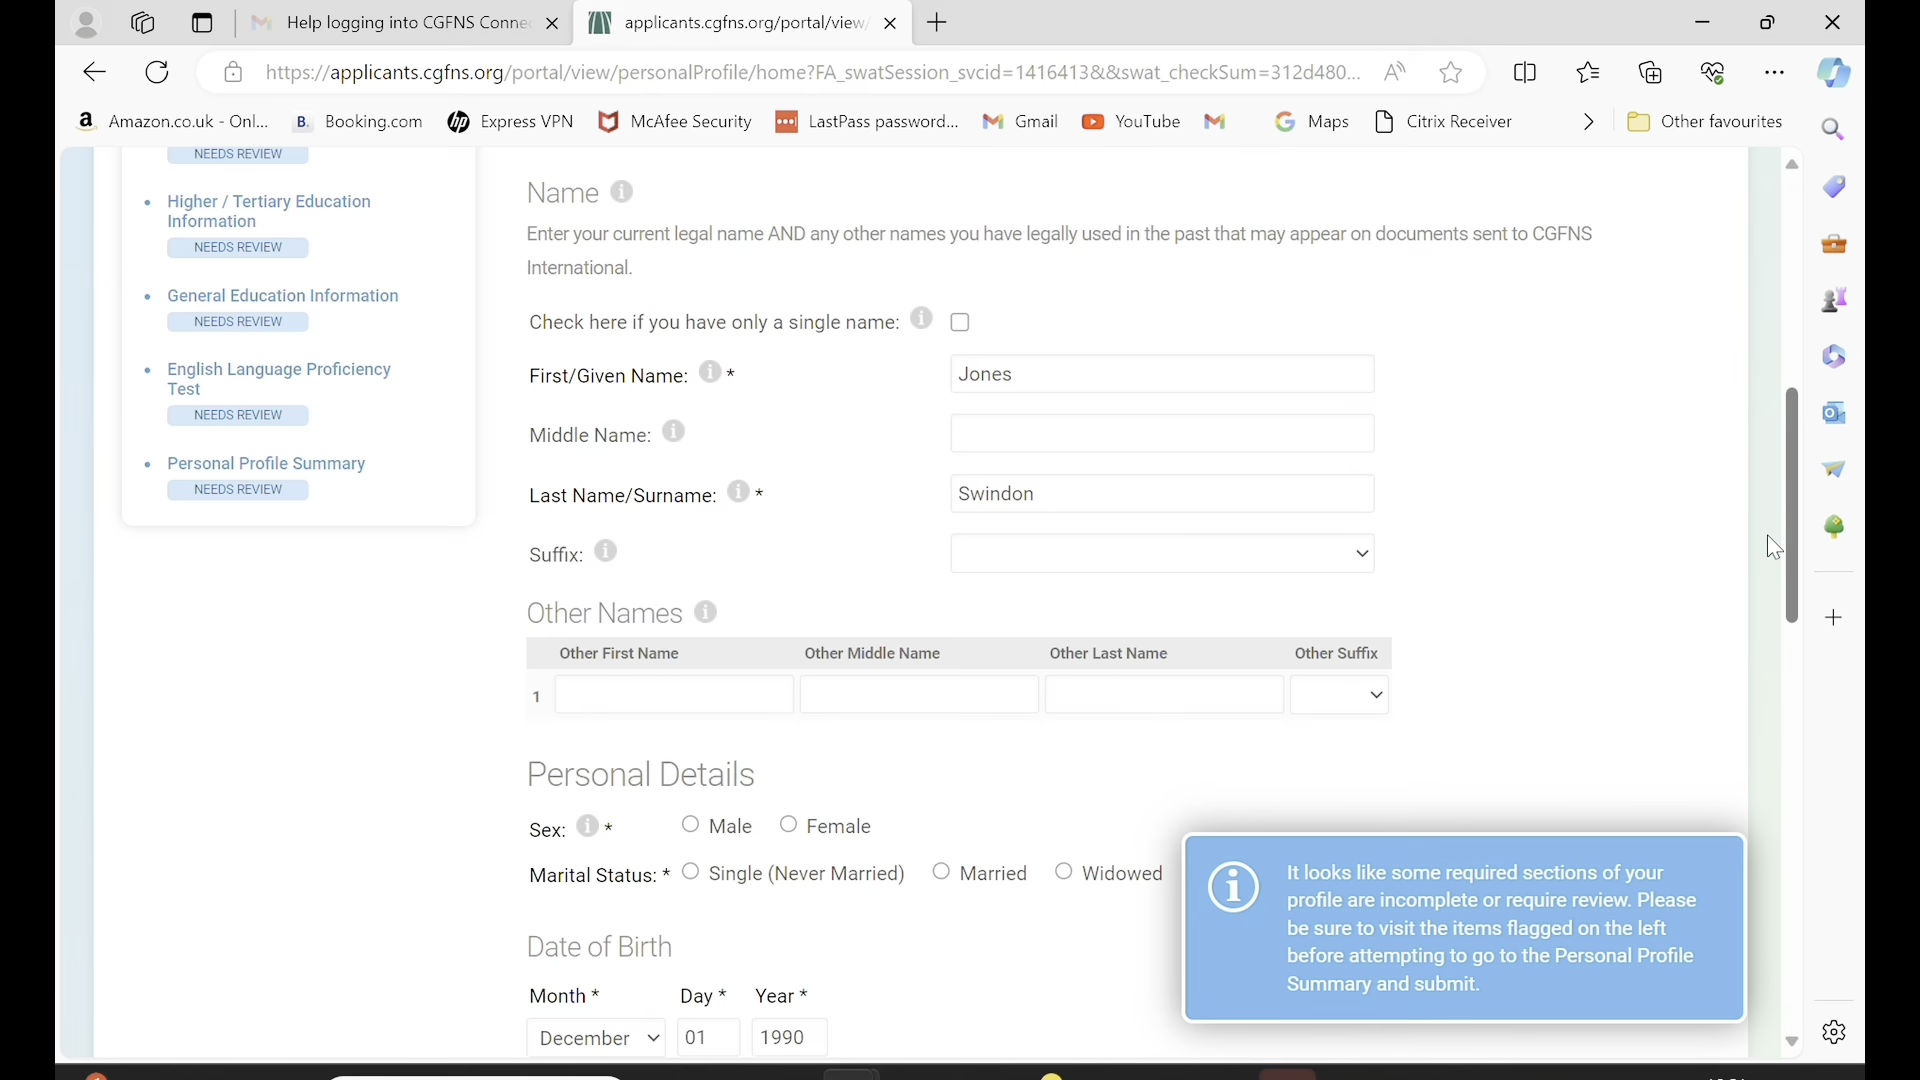 Help logging into CGFNS Connec
applicants.cgfns.org/portal/view/
https://applicants.cgfns.org/portal/view/personalProfile/home?FA_swatSession_svcid=1416413&&swat_checkSum=312d480...
Amazon.co.uk - Onl...
Booking.com
Express VPN
McAfee Security
LastPass password...
Gmail
YouTube
Maps
Citrix Receiver
Other favourites
NEEDS REVIEW
Higher / Tertiary Education
Information
NEEDS REVIEW
General Education Information
NEEDS REVIEW
English Language Proficiency
Test
NEEDS REVIEW
Personal Profile Summary
NEEDS REVIEW
Name
Enter your current legal name AND any other names you have legally used in the past that may appear on documents sent to CGFNS
International.
Check here if you have only a single name:
First/Given Name: * Jones
Middle Name:
Last Name/Surname: * Swindon
Suffix:
Other Names
Other First Name Other Middle Name Other Last Name Other Suffix
1
Personal Details
Sex: * Male Female
Marital Status: * Single (Never Married) Married Widowed
Date of Birth
Month * Day * Year *
December 01 1990
It looks like some required sections of your
profile are incomplete or require review. Please
be sure to visit the items flagged on the left
before attempting to go to the Personal Profile
Summary and submit.